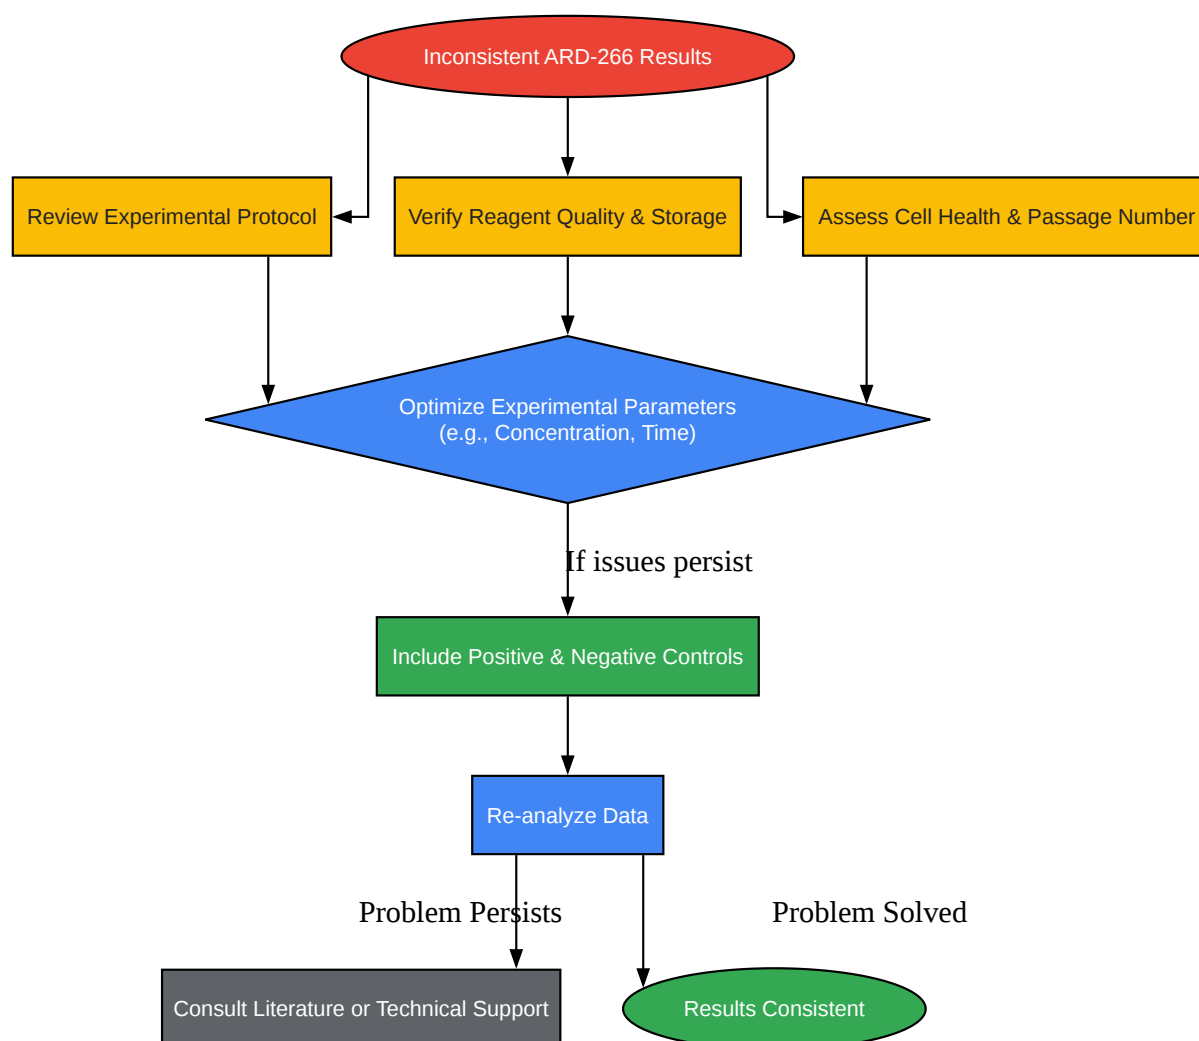 Inconsistent ARD-266 Results
Review Experimental Protocol
Verify Reagent Quality & Storage
Assess Cell Health & Passage Number
Optimize Experimental Parameters
(e.g., Concentration, Time)
If issues persist
Include Positive & Negative Controls
Re-analyze Data
Problem Persists
Problem Solved
Consult Literature or Technical Support
Results Consistent